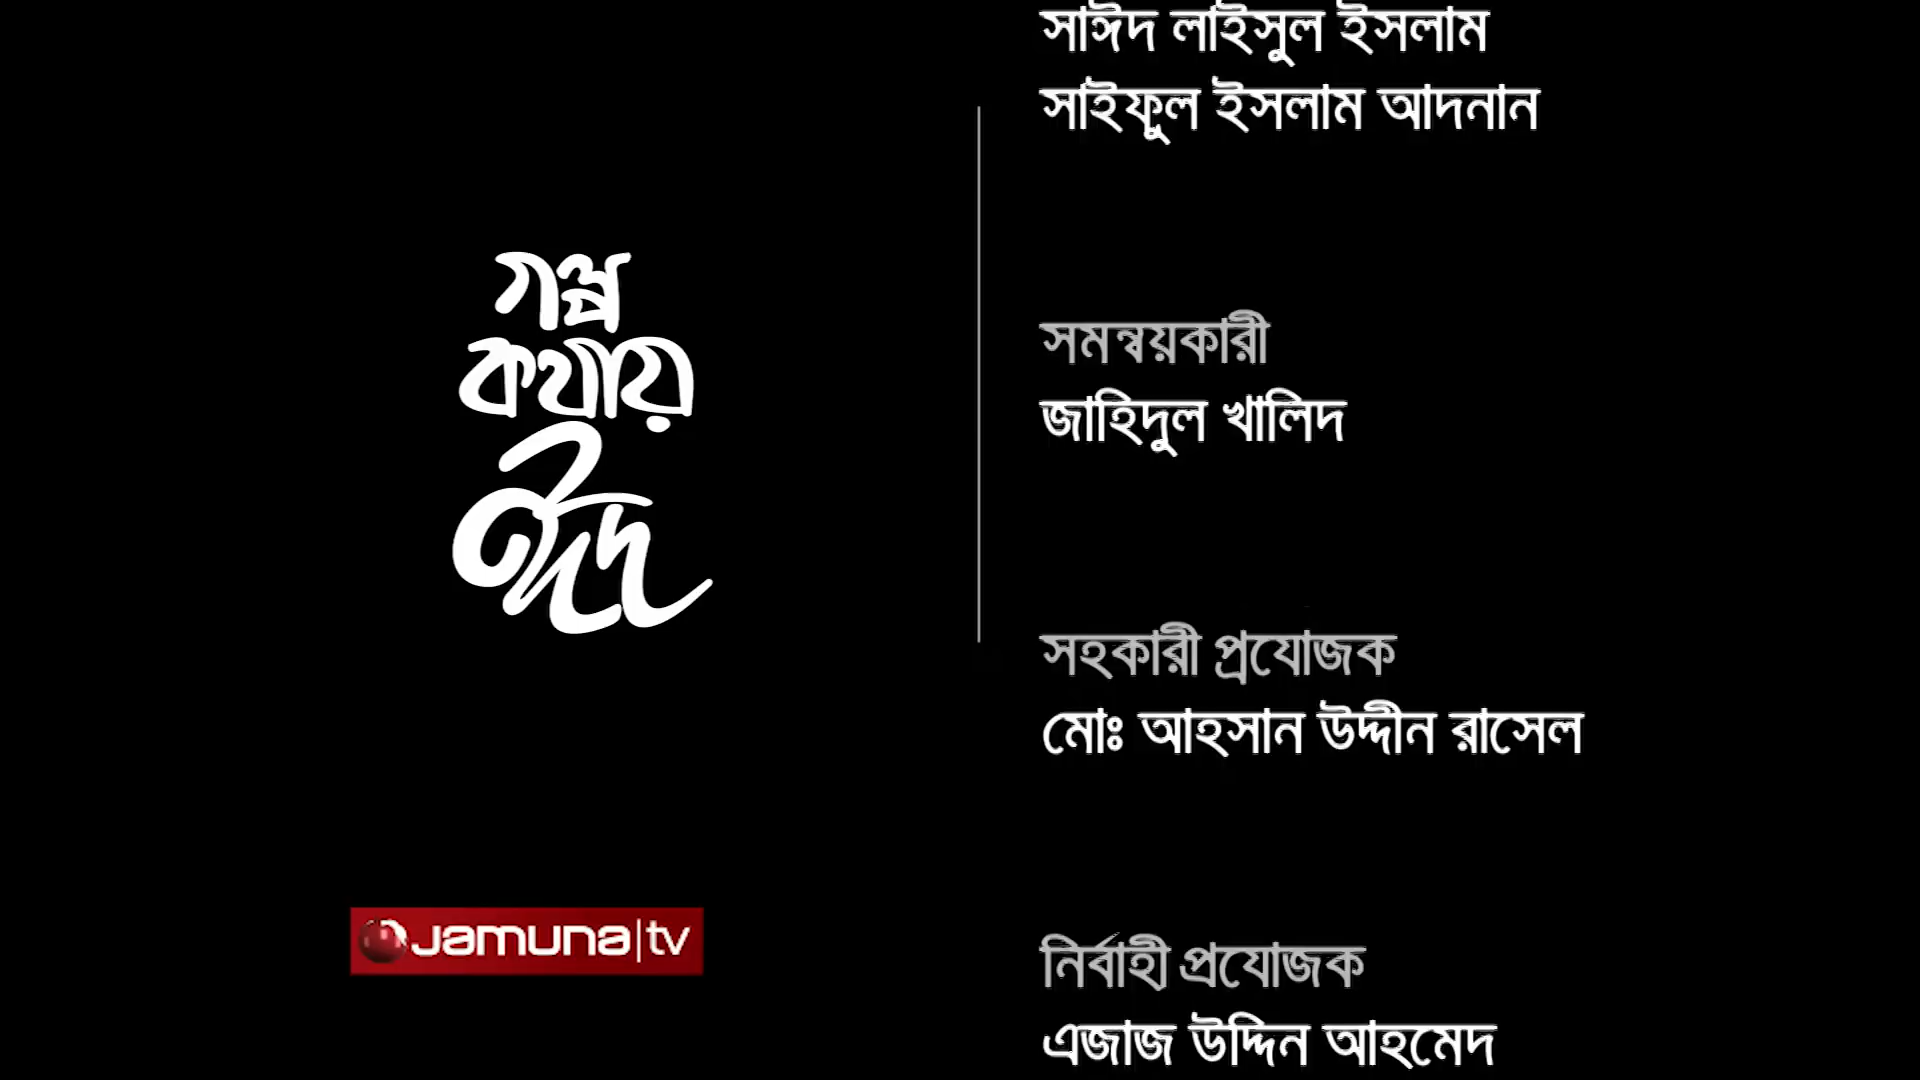 গল্প
কথায়
ঈদ
JAMUNA|tv
সাঈদ লাইসুল ইসলাম
সাইফুল ইসলাম আদনান
সমন্বয়কারী
জাহিদুল খালিদ
সহকারী প্রযোজক
মোঃ আহসান উদ্দীন রাসেল
নির্বাহী প্রযোজক
এজাজ উদ্দিন আহমেদ